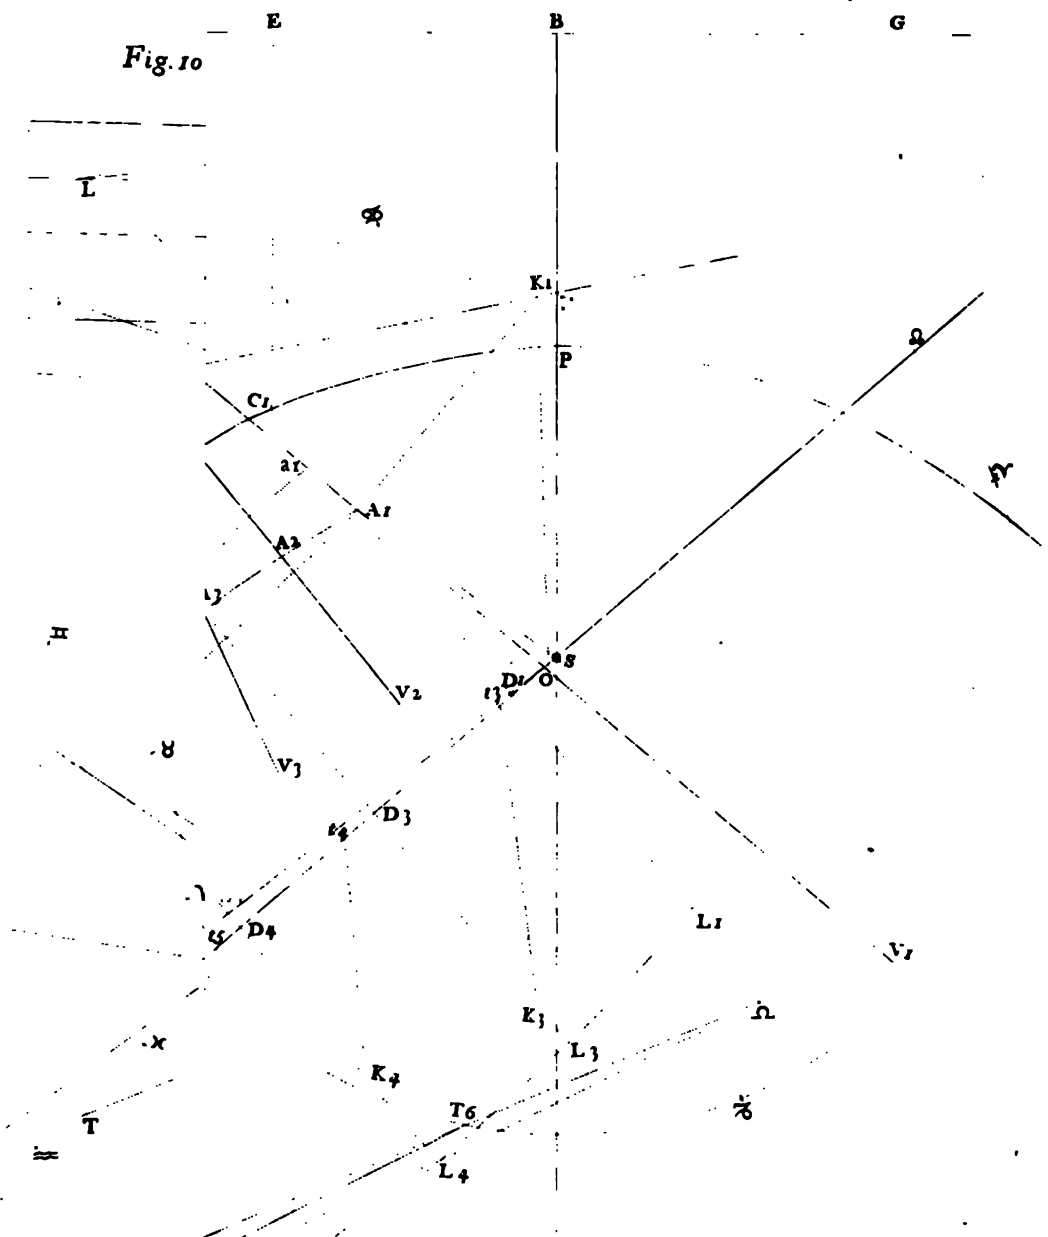 E B G
Fig. 10
L
♋
K1
P
♌
C1
a1
♍
A1
A2
♊
S
D1 O
V2
V3
♉
D3
D4
L1
V1
K3
♎
L3
K4
T6
♑
T
L4
♒